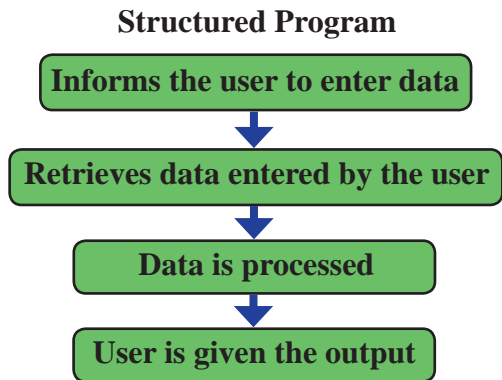 Structured Program
Informs the user to enter data
Retrieves data entered by the user
Data is processed
User is given the output